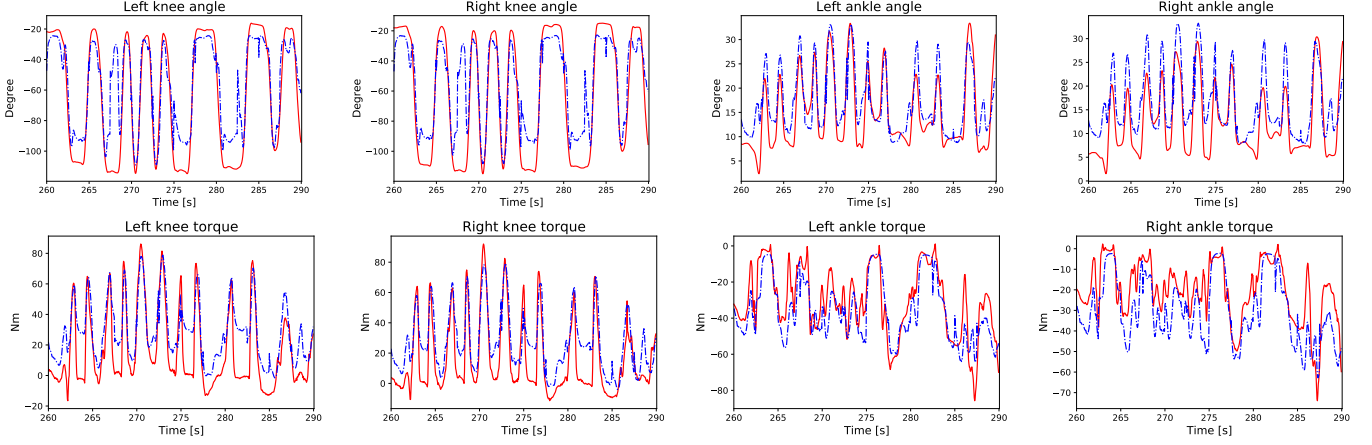 Left knee angle
Degree
−20
−40
−60
−80
−100
260 265 270 275 280 285 290
Time [s]
Right knee angle
Degree
−20
−40
−60
−80
−100
260 265 270 275 280 285 290
Time [s]
Left ankle angle
Degree
30
25
20
15
10
5
260 265 270 275 280 285 290
Time [s]
Right ankle angle
Degree
30
25
20
15
10
5
0
260 265 270 275 280 285 290
Time [s]
Left knee torque
Nm
80
60
40
20
0
−20
260 265 270 275 280 285 290
Time [s]
Right knee torque
Nm
80
60
40
20
0
260 265 270 275 280 285 290
Time [s]
Left ankle torque
Nm
0
−20
−40
−60
−80
260 265 270 275 280 285 290
Time [s]
Right ankle torque
Nm
0
−10
−20
−30
−40
−50
−60
−70
260 265 270 275 280 285 290
Time [s]